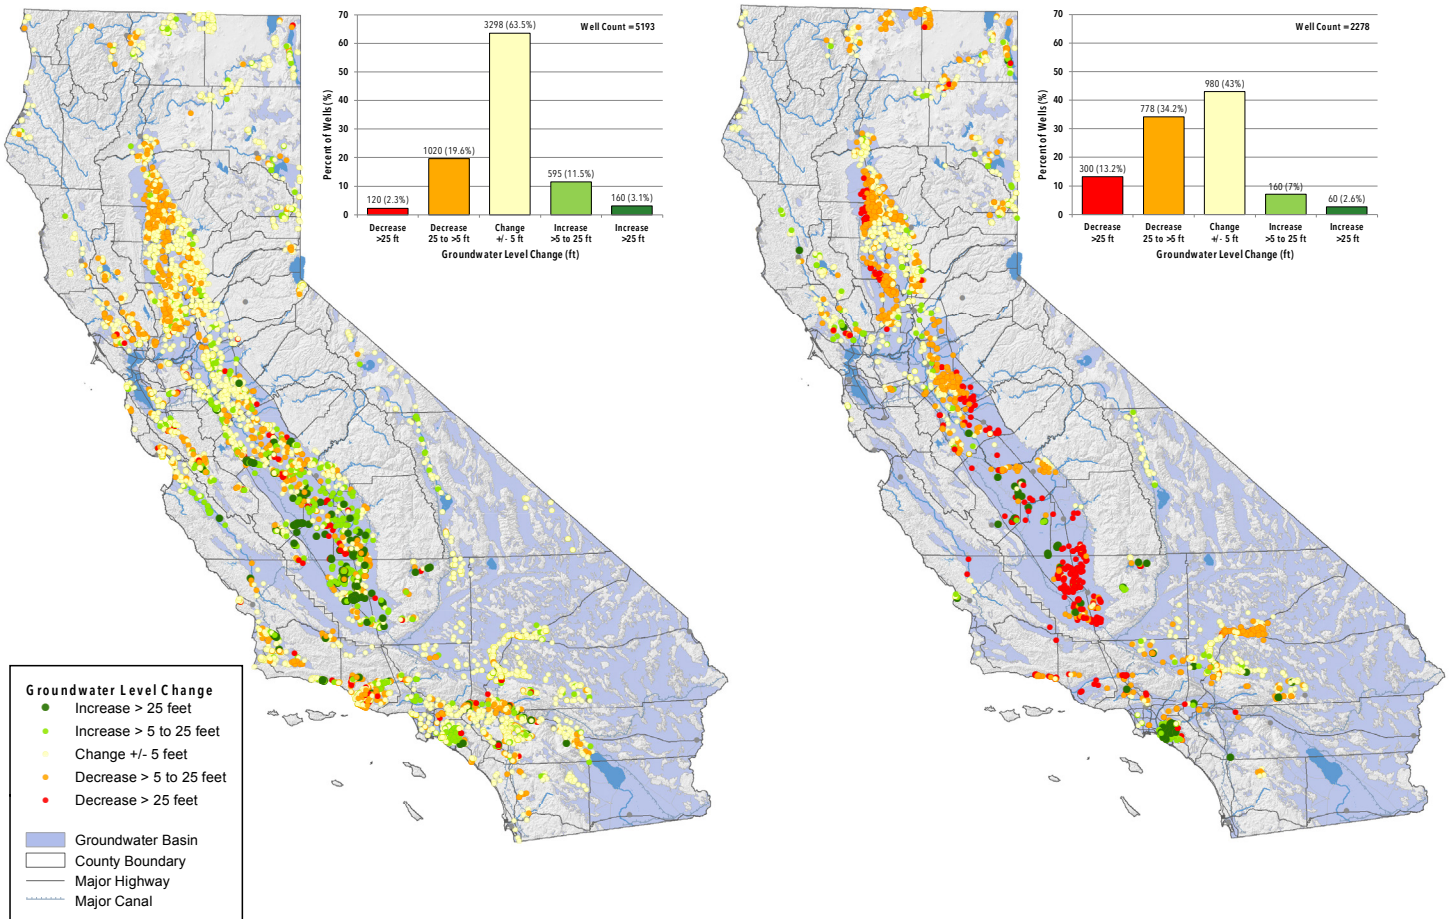 70
60
50
40
30
20
10
0
Percent of Wells (%)
Well Count = 5193
120 (2.3%)
1020 (19.6%)
3298 (63.5%)
595 (11.5%)
160 (3.1%)
Decrease
>25 ft
Decrease
25 to >5 ft
Change
+/- 5 ft
Increase
>5 to 25 ft
Increase
>25 ft
Groundwater Level Change (ft)
70
60
50
40
30
20
10
0
Percent of Wells (%)
Well Count = 2278
300 (13.2%)
778 (34.2%)
980 (43%)
160 (7%)
60 (2.6%)
Decrease
>25 ft
Decrease
25 to >5 ft
Change
+/- 5 ft
Increase
>5 to 25 ft
Increase
>25 ft
Groundwater Level Change (ft)
Groundwater Level Change
Increase > 25 feet
Increase > 5 to 25 feet
Change +/- 5 feet
Decrease > 5 to 25 feet
Decrease > 25 feet
Groundwater Basin
County Boundary
Major Highway
Major Canal